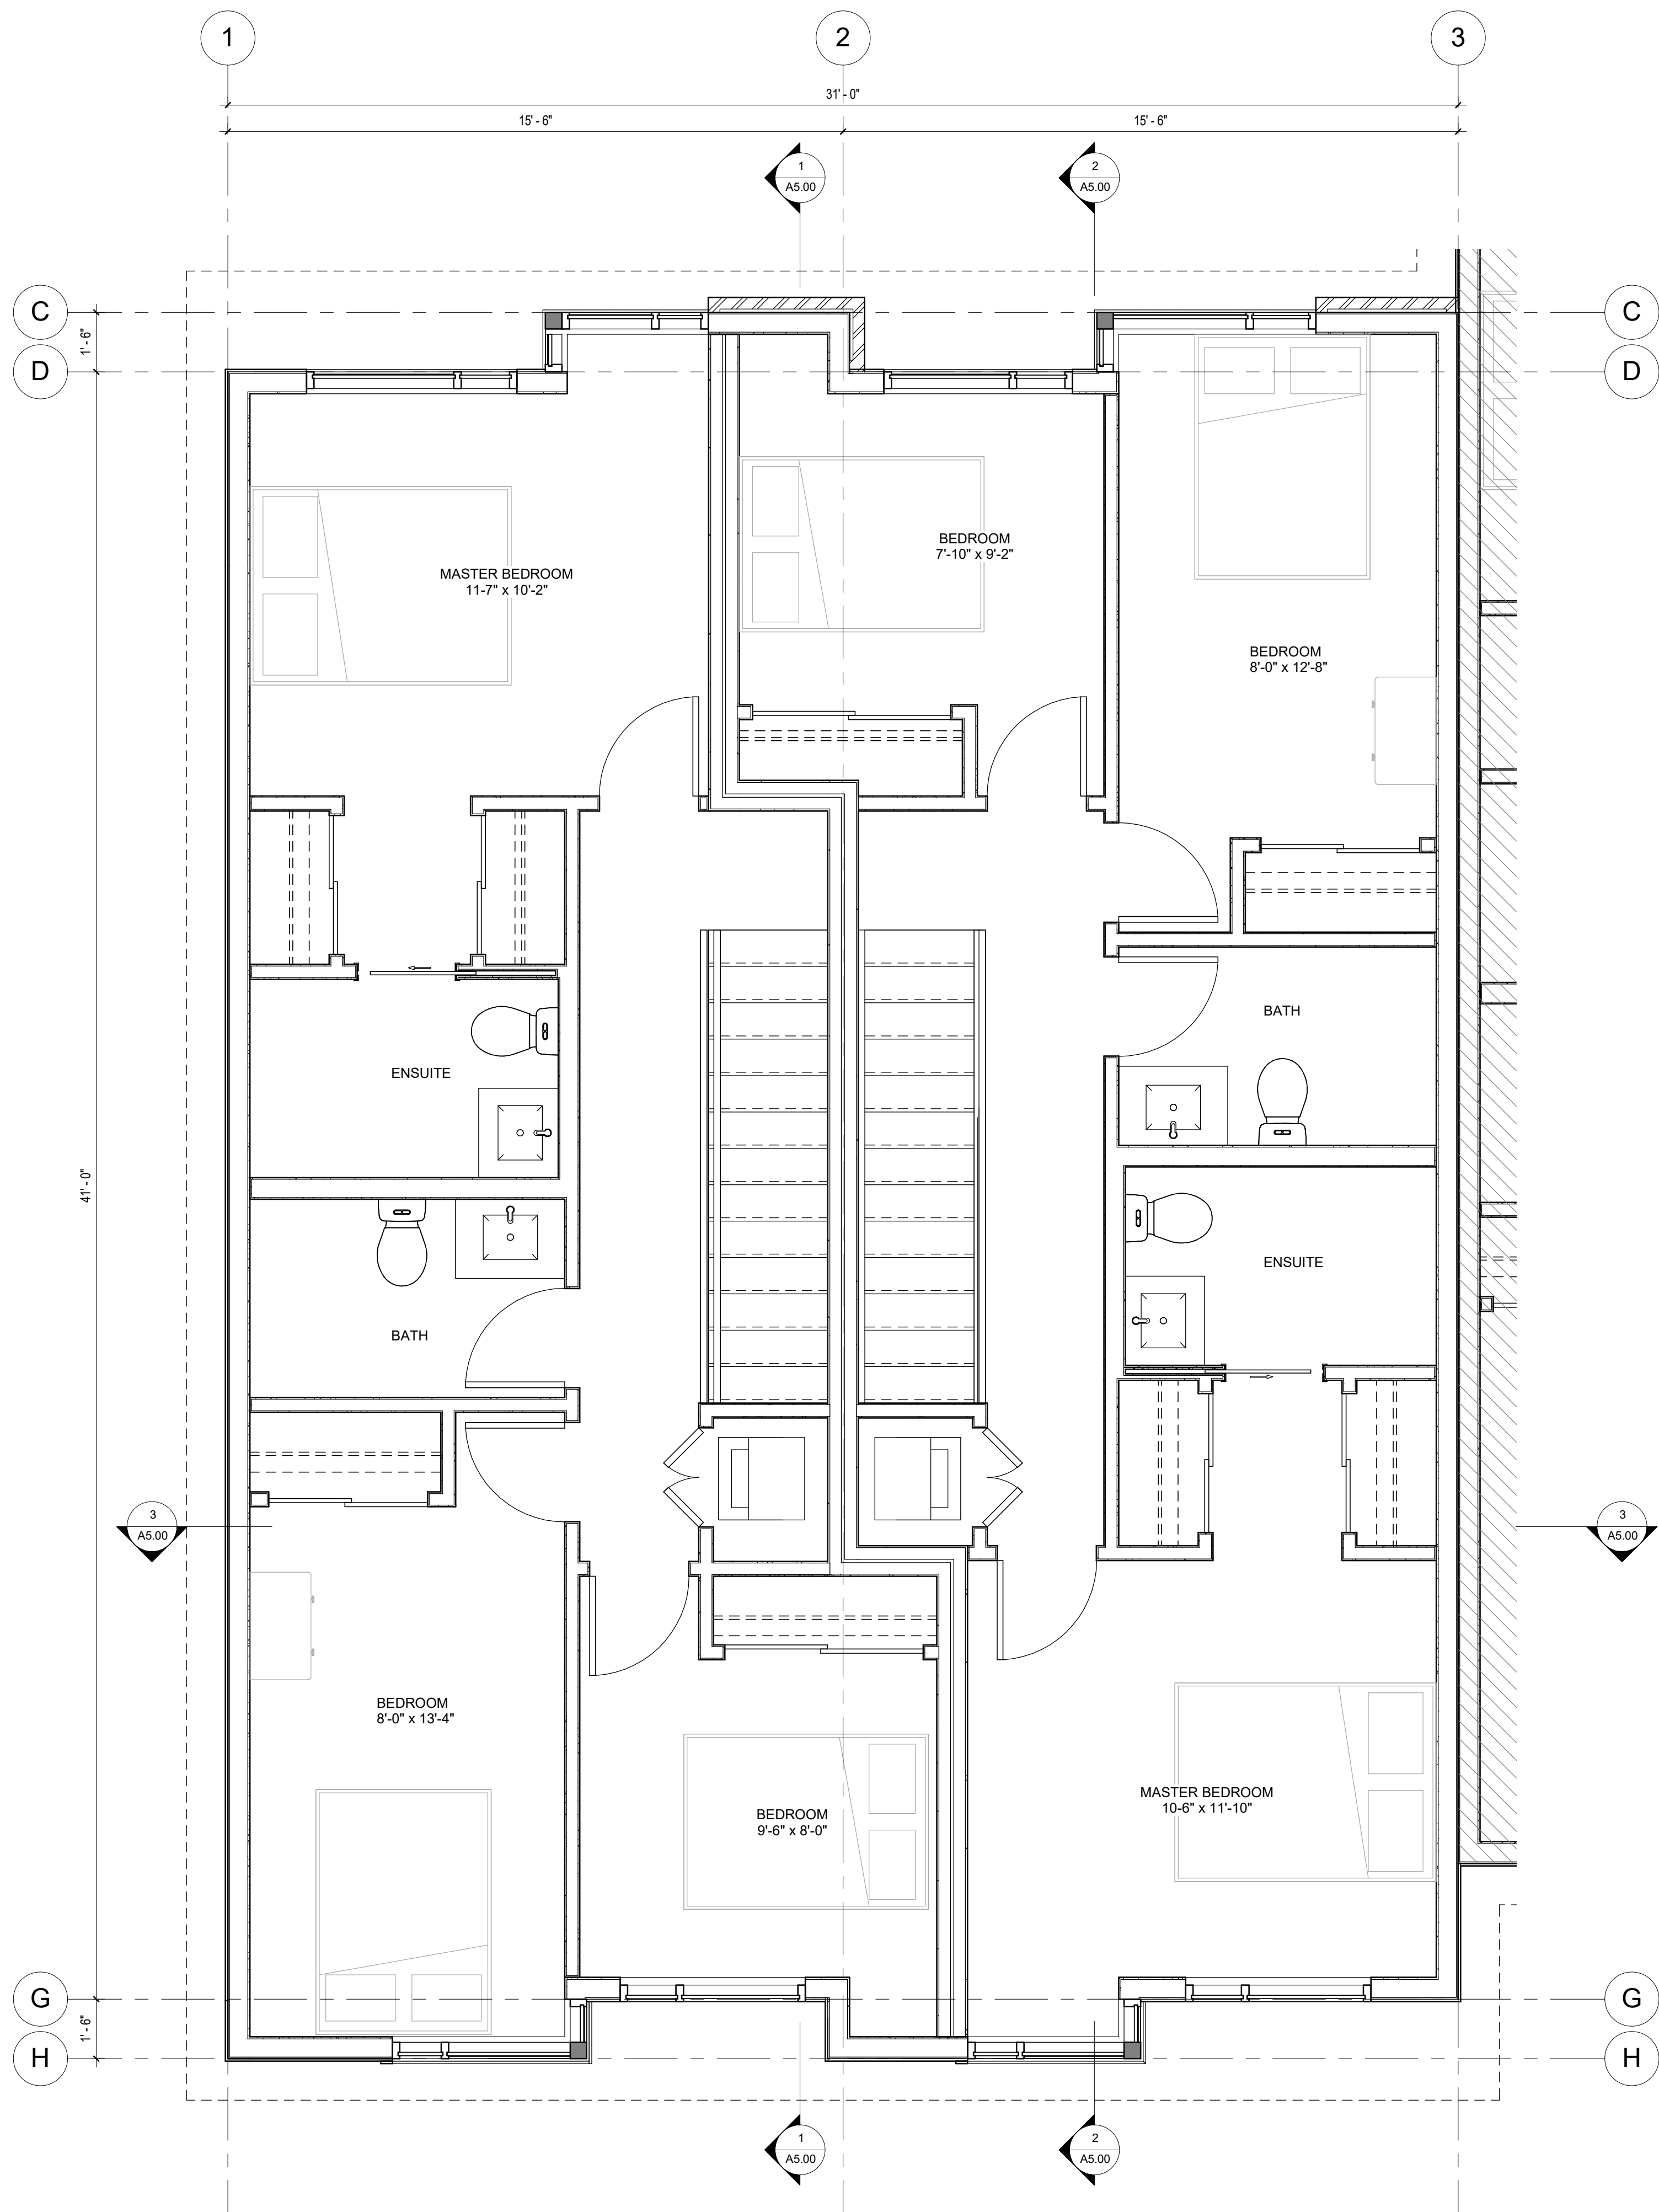 1
2
3
31' - 0"
15' - 6"
15' - 6"
1
A5.00
2
A5.00
C
C
1' - 6"
D
D
BEDROOM
7'-10" x 9'-2"
MASTER BEDROOM
11-7" x 10'-2"
BEDROOM
8'-0" x 12'-8"
BATH
ENSUITE
41' - 0"
ENSUITE
BATH
3
A5.00
3
A5.00
BEDROOM
8'-0" x 13'-4"
MASTER BEDROOM
10-6" x 11'-10"
BEDROOM
9'-6" x 8'-0"
G
G
1' - 6"
H
H
1
A5.00
2
A5.00